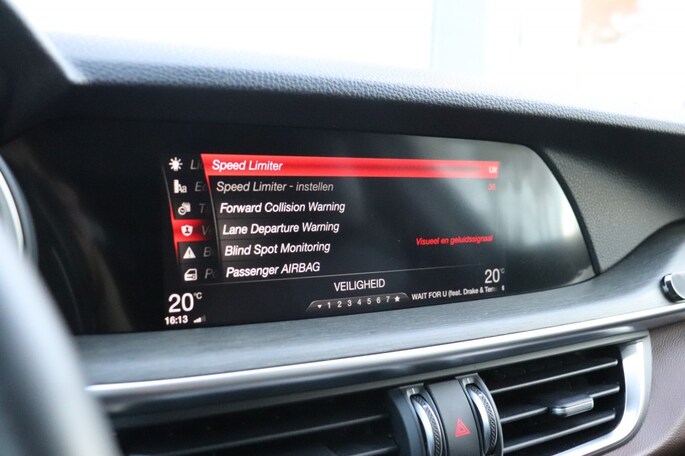 Speed Limiter
Speed Limiter - instellen
Forward Collision Warning
Lane Departure Warning
Blind Spot Monitoring
Visueel en geluidssignaal
Passenger AIRBAG
20°C
VEILIGHEID
20°C
16:13
1 2 3 4 5 6 7
WAIT FOR U (feat. Drake & Tem